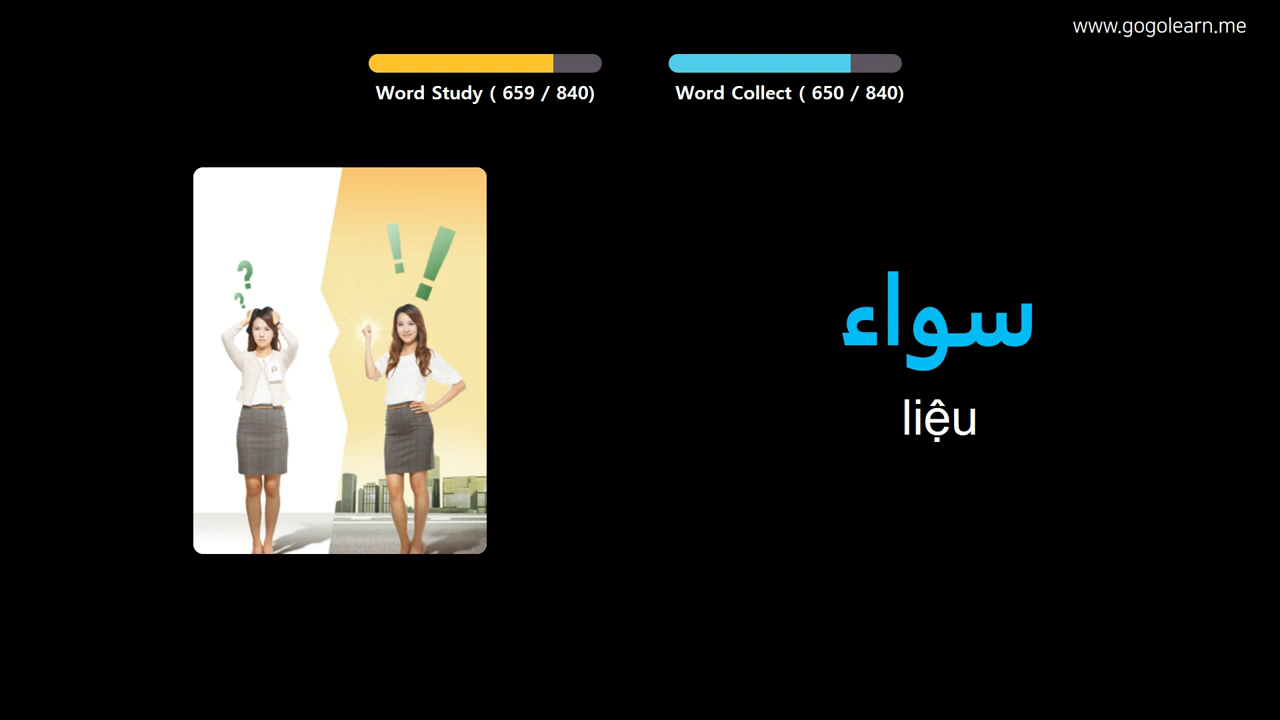 www.gogolearn.me
Word Study ( 659 / 840)
Word Collect ( 650 / 840)
? ?
! !
سواء
liệu